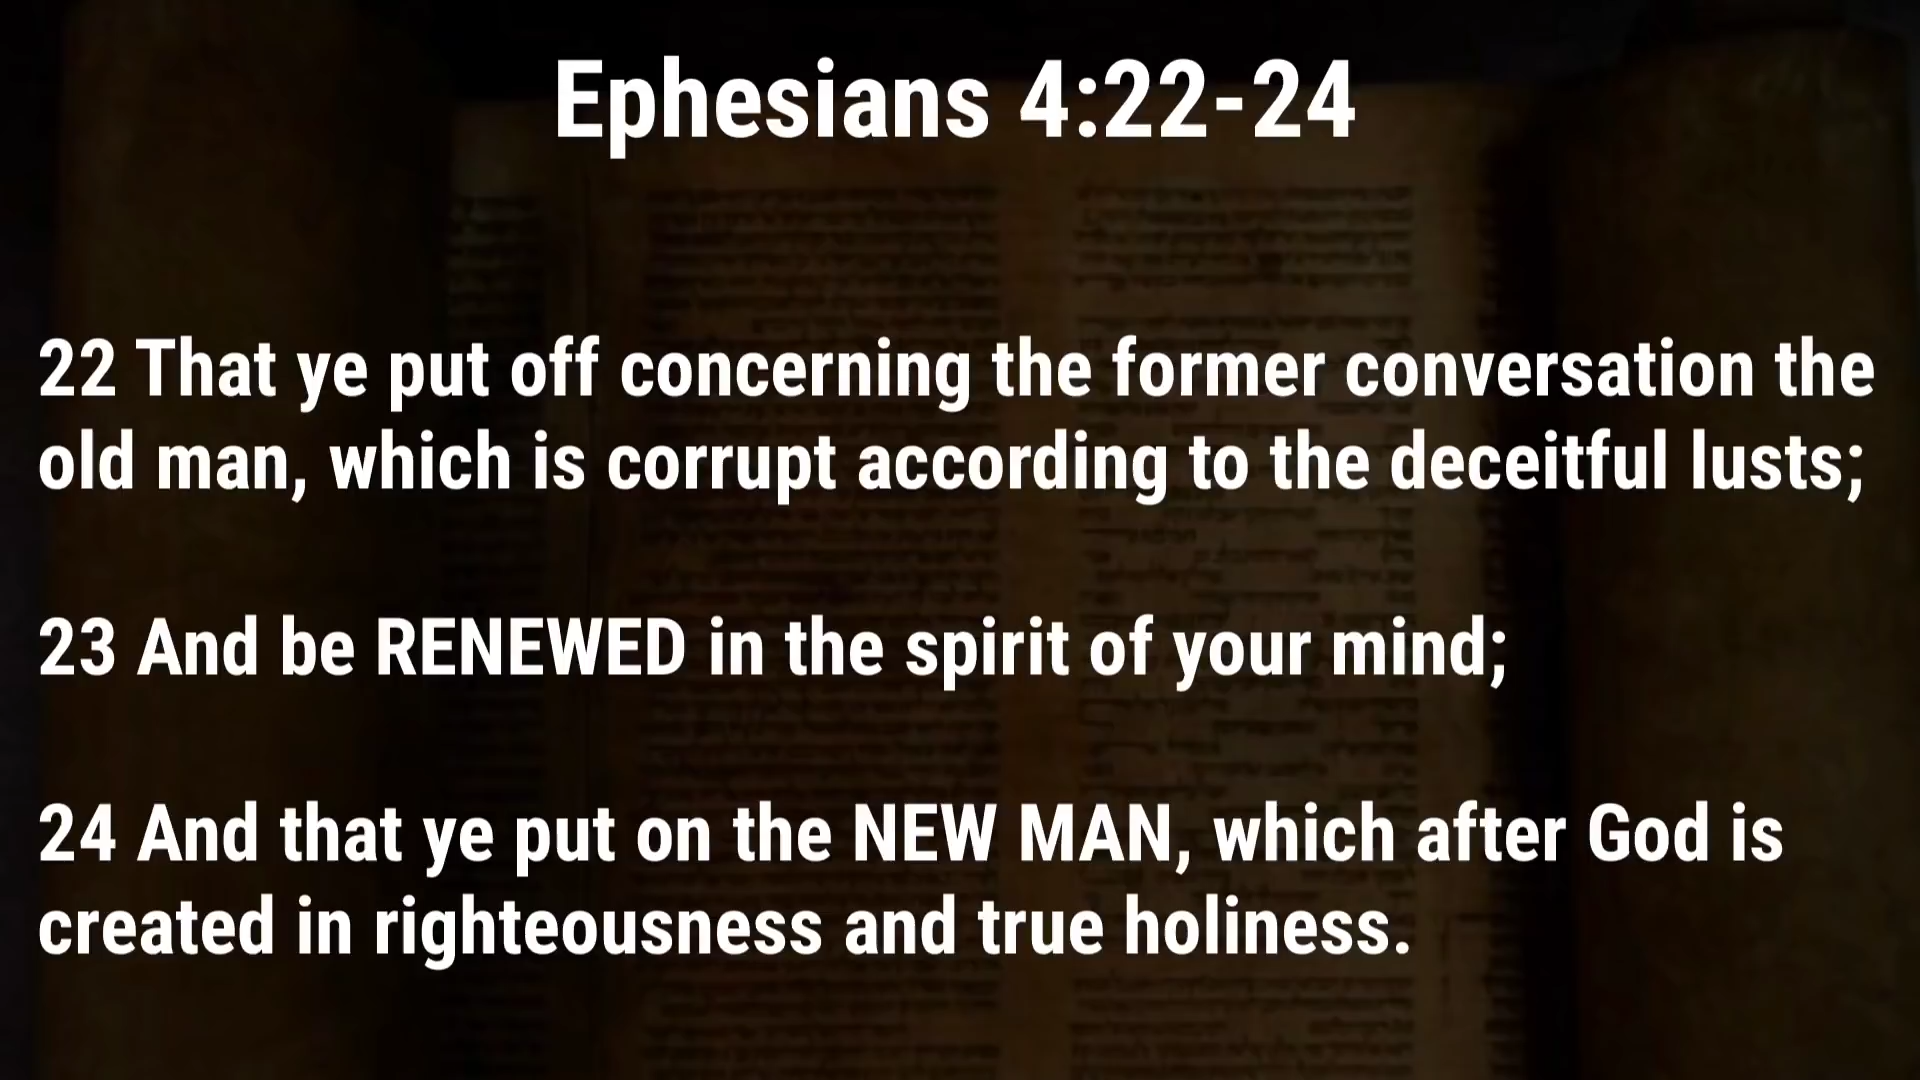 Ephesians 4:22-24
22 That ye put off concerning the former conversation the
old man, which is corrupt according to the deceitful lusts;
23 And be RENEWED in the spirit of your mind;
24 And that ye put on the NEW MAN, which after God is
created in righteousness and true holiness.